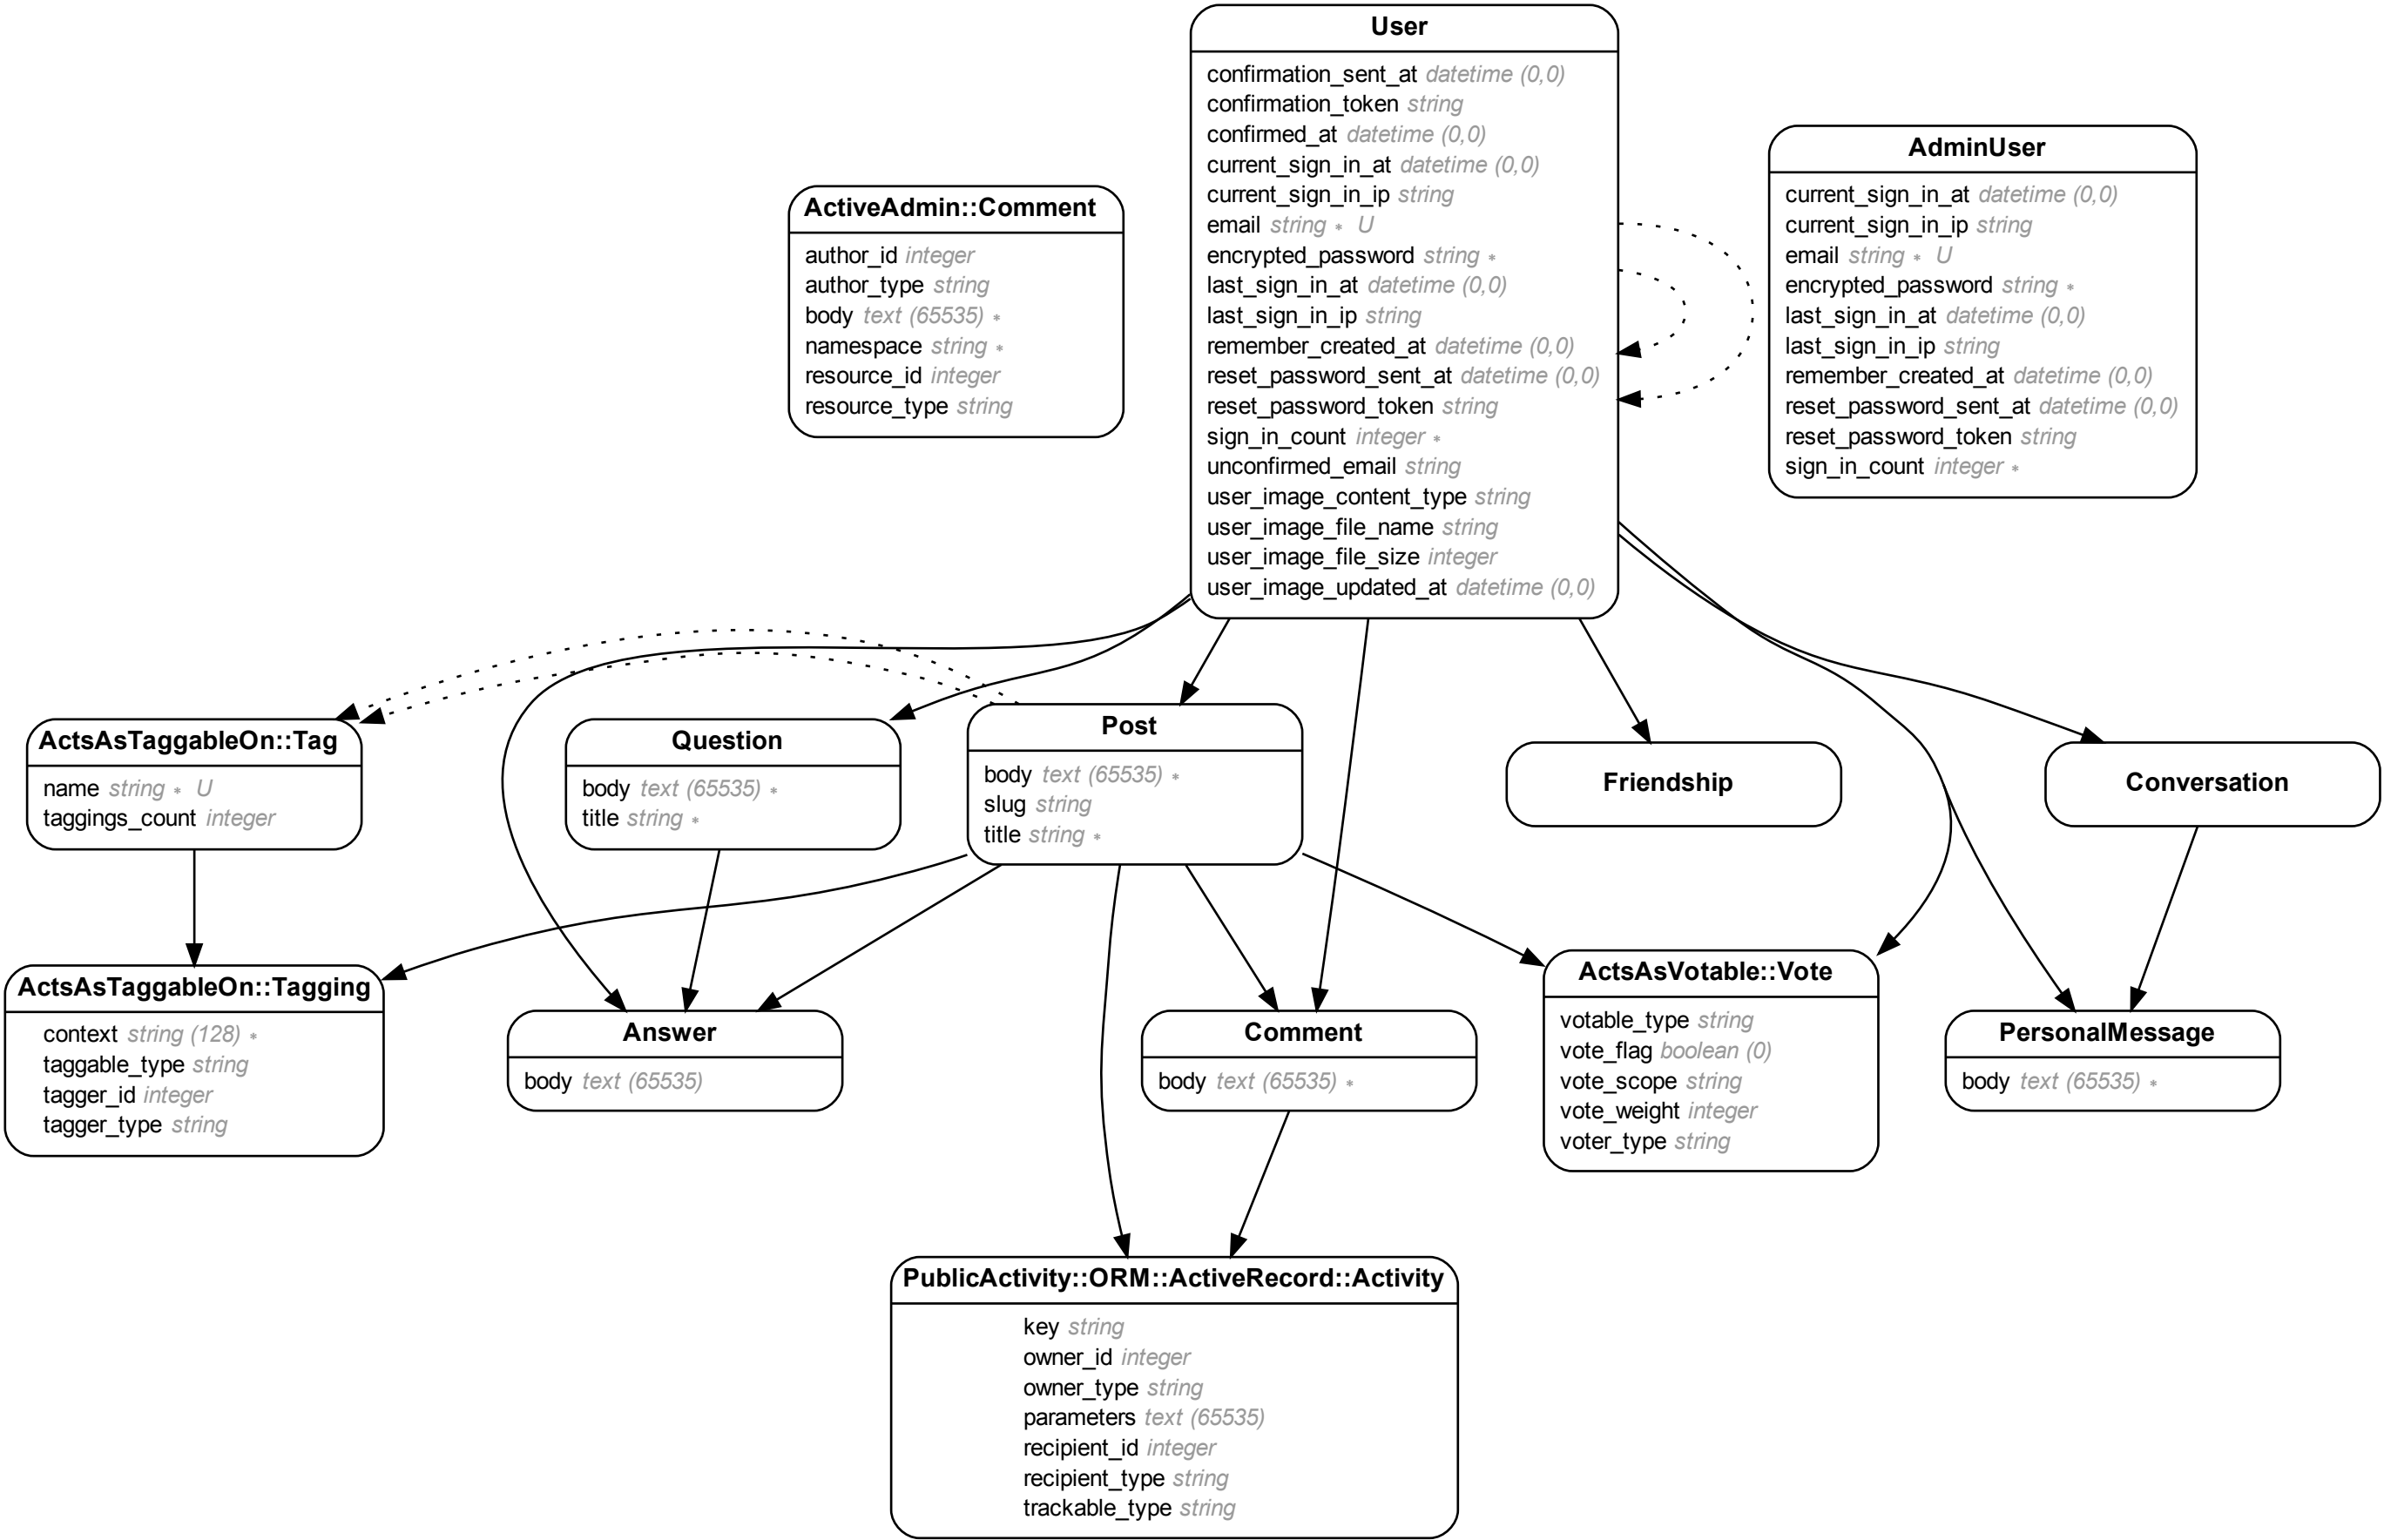 User
confirmation_sent_at datetime (0,0)
confirmation_token string
confirmed_at datetime (0,0)
current_sign_in_at datetime (0,0)
current_sign_in_ip string
email string * U
encrypted_password string *
last_sign_in_at datetime (0,0)
last_sign_in_ip string
remember_created_at datetime (0,0)
reset_password_sent_at datetime (0,0)
reset_password_token string
sign_in_count integer *
unconfirmed_email string
user_image_content_type string
user_image_file_name string
user_image_file_size integer
user_image_updated_at datetime (0,0)
AdminUser
current_sign_in_at datetime (0,0)
current_sign_in_ip string
email string * U
encrypted_password string *
last_sign_in_at datetime (0,0)
last_sign_in_ip string
remember_created_at datetime (0,0)
reset_password_sent_at datetime (0,0)
reset_password_token string
sign_in_count integer *
ActiveAdmin::Comment
author_id integer
author_type string
body text (65535) *
namespace string *
resource_id integer
resource_type string
ActsAsTaggableOn::Tag
name string * U
taggings_count integer
Question
body text (65535) *
title string *
Post
body text (65535) *
slug string
title string *
Friendship
Conversation
ActsAsTaggableOn::Tagging
context string (128) *
taggable_type string
tagger_id integer
tagger_type string
Answer
body text (65535)
Comment
body text (65535) *
ActsAsVotable::Vote
votable_type string
vote_flag boolean (0)
vote_scope string
vote_weight integer
voter_type string
PersonalMessage
body text (65535) *
PublicActivity::ORM::ActiveRecord::Activity
key string
owner_id integer
owner_type string
parameters text (65535)
recipient_id integer
recipient_type string
trackable_type string